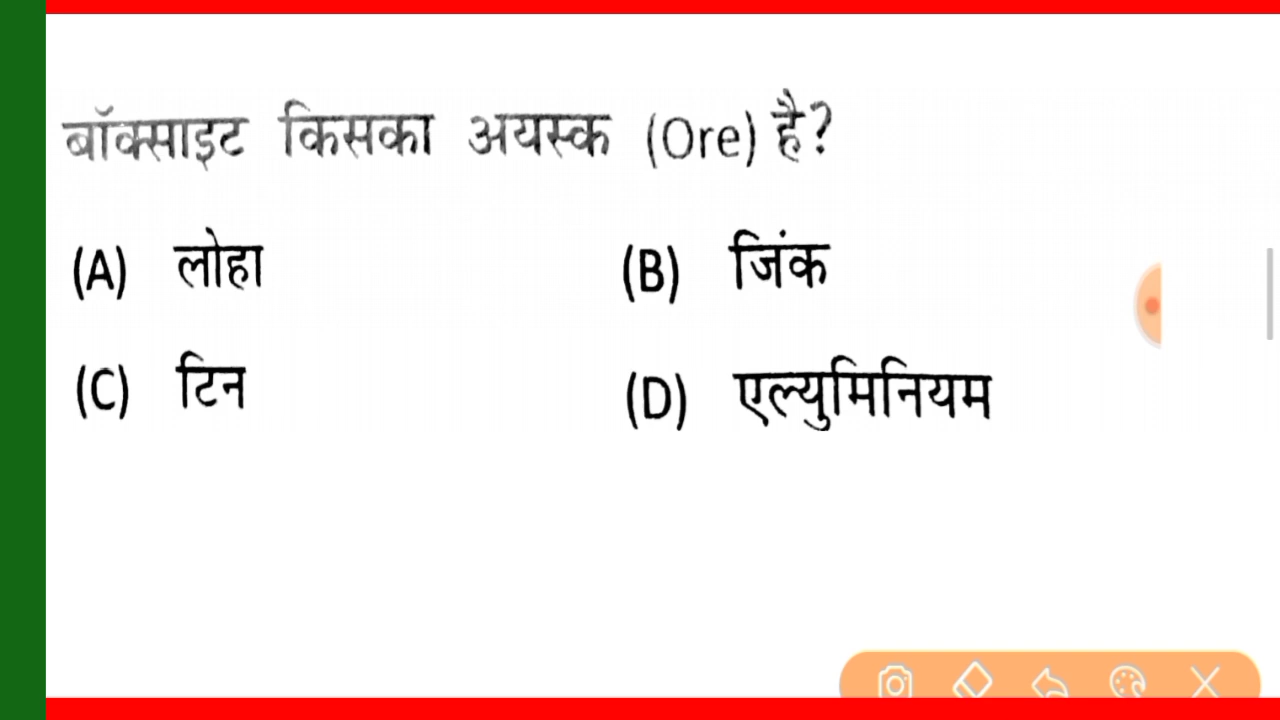 बॉक्साइट किसका अयस्क (Ore) है?
(A) लोहा (B) जिंक
(C) टिन (D) एल्युमिनियम